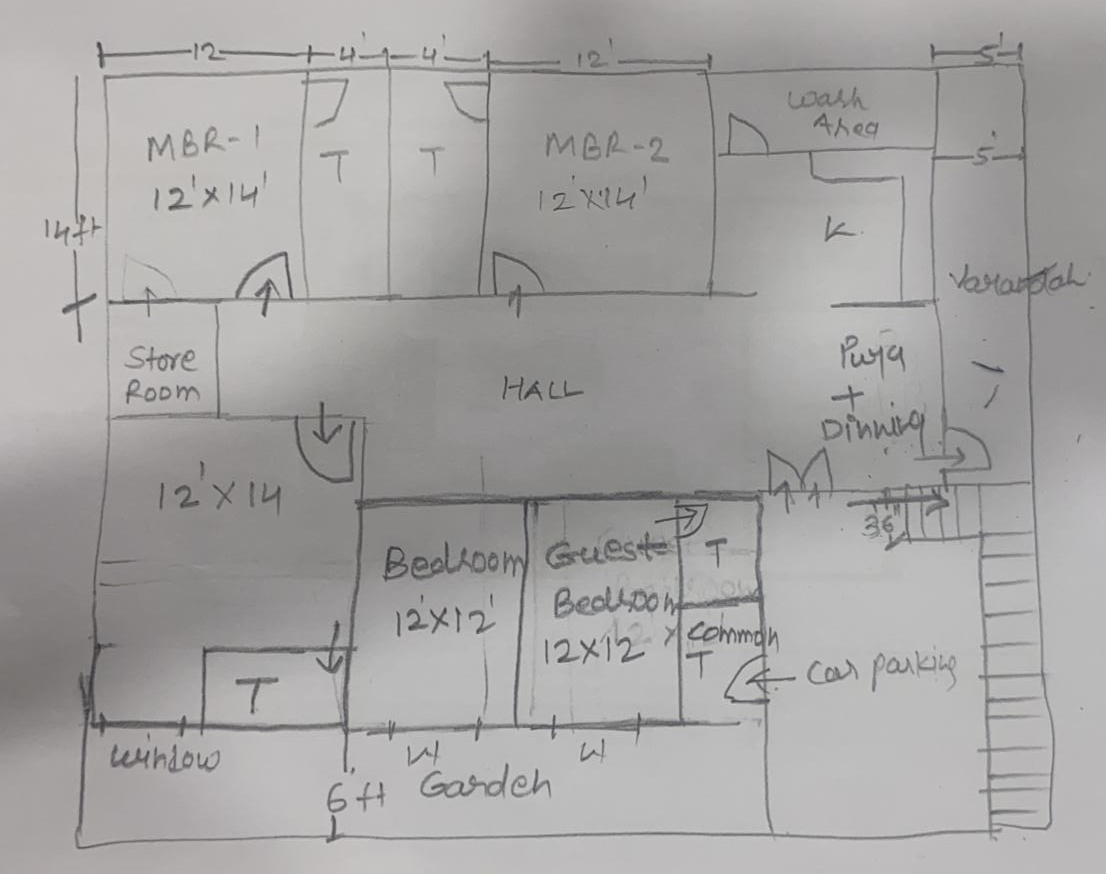 12
4'
4'
12'
5'
Wash
Area
MBR-1
12'X14'
T
T
MBR-2
12'X14'
5'
14ft
K
Varandah
Store
Room
HALL
Puja
+
Dinning
12'X14
36"
Bedroom
12'X12'
Guest
Bedroom
12X12
T
common
T
Car parking
T
Window
W
W
6ft
Garden